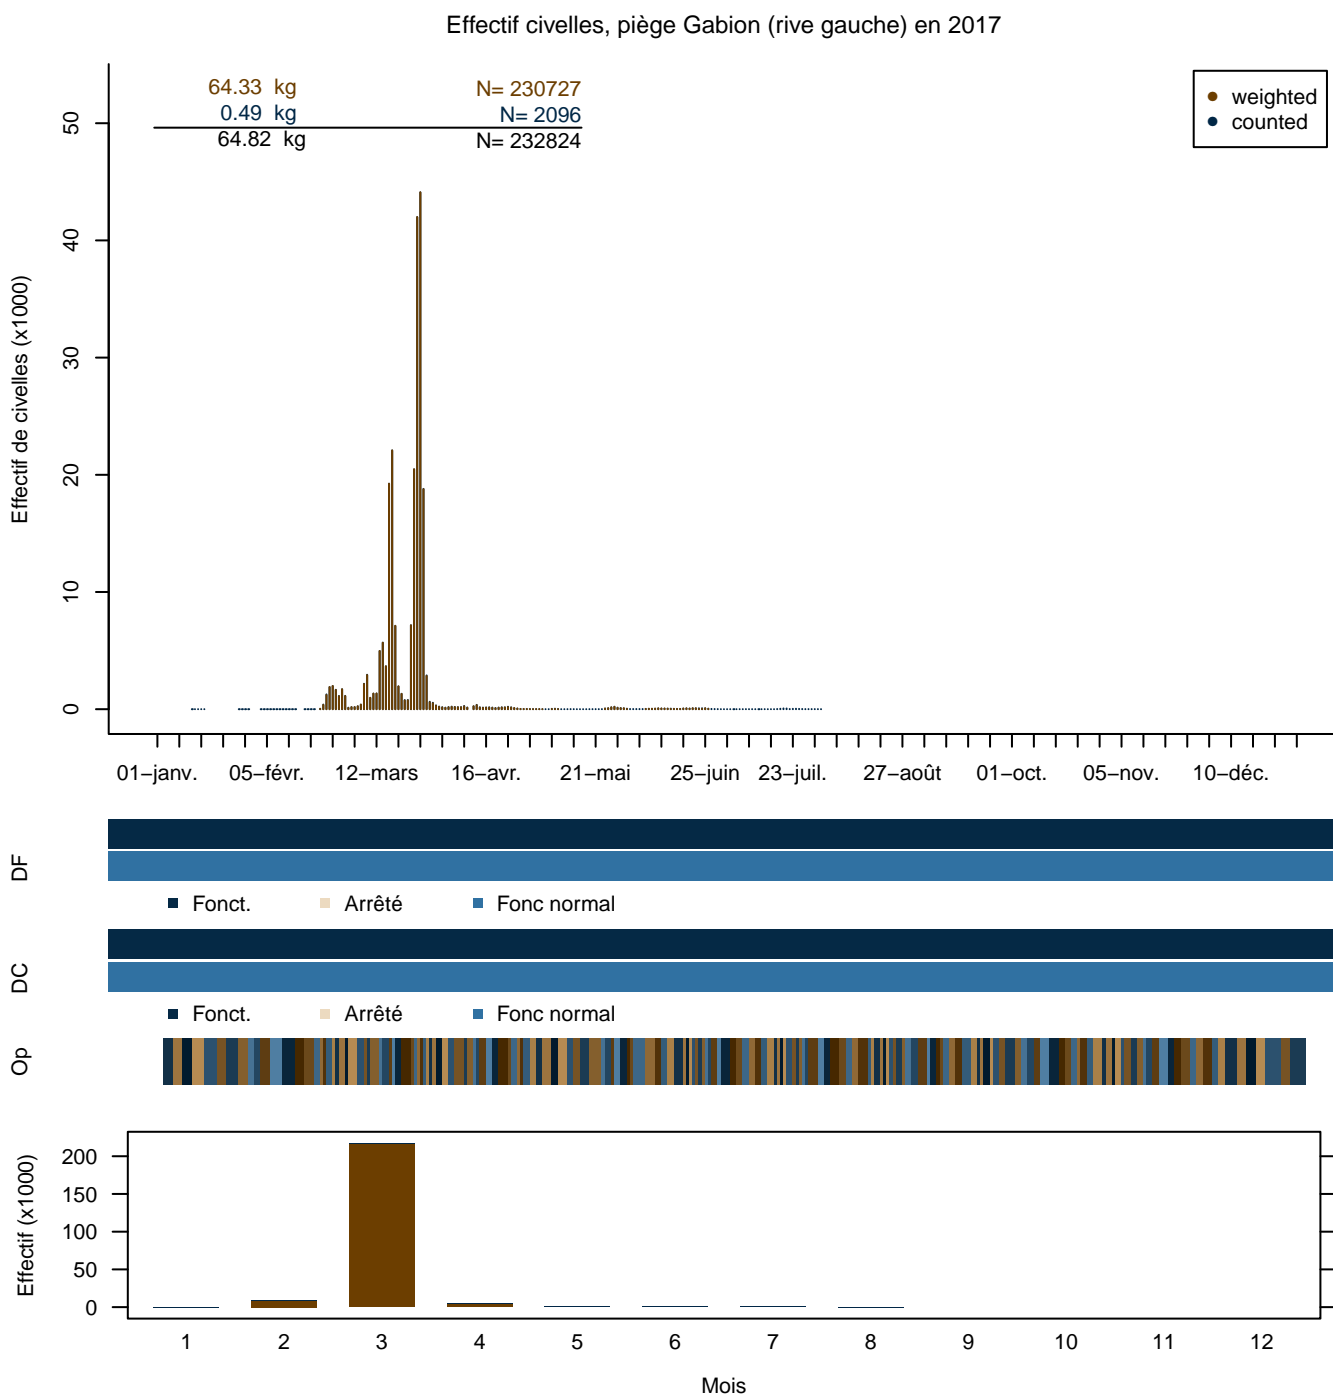 Effectif civelles, piège Gabion (rive gauche) en 2017
64.33 kg N= 230727
0.49 kg N= 2096
64.82 kg N= 232824
weighted
counted
Effectif de civelles (x1000)
50
40
30
20
10
0
01–janv. 05–févr. 12–mars 16–avr. 21–mai 25–juin 23–juil. 27–août 01–oct. 05–nov. 10–déc.
DF
Fonct. Arrêté Fonc normal
DC
Fonct. Arrêté Fonc normal
Op
Effectif (x1000)
200
150
100
50
0
1 2 3 4 5 6 7 8 9 10 11 12
Mois